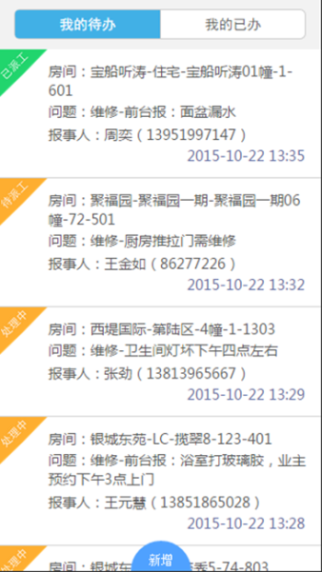 我的待办
我的已办
已派工
房间：宝船听涛-住宅-宝船听涛01幢-1-
601
问题：维修-前台报：面盆漏水
报事人：周奕（13951997147）
2015-10-22 13:35
待派工
房间：聚福园-聚福园一期-聚福园一期06
幢-72-501
问题：维修-厨房推拉门需维修
报事人：王金如（86277226）
2015-10-22 13:32
处理中
房间：西堤国际-第陆区-4幢-1-1303
问题：维修-卫生间灯坏下午四点左右
报事人：张劲（13813965667）
2015-10-22 13:29
处理中
房间：银城东苑-LC-揽翠8-123-401
问题：维修-前台报：浴室打玻璃胶，业主
预约下午3点上门
报事人：王元慧（13851865028）
2015-10-22 13:28
处理中
房间：银城东
5-74-803
新增